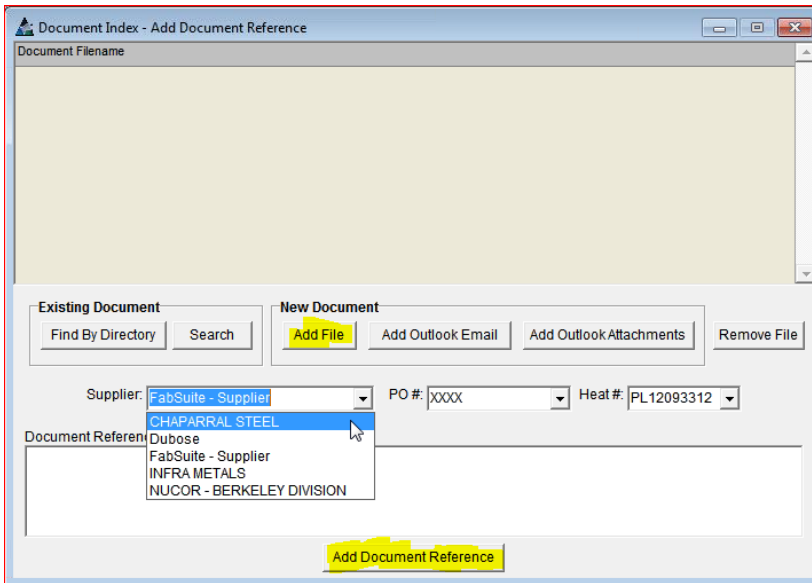 Document Index - Add Document Reference
Document Filename
Existing Document
New Document
Find By Directory
Search
Add File
Add Outlook Email
Add Outlook Attachments
Remove File
Supplier: FabSuite - Supplier PO #: XXXX Heat #: PL12093312
CHAPARRAL STEEL
Document Referenc
Dubose
FabSuite - Supplier
INFRA METALS
NUCOR - BERKELEY DIVISION
Add Document Reference